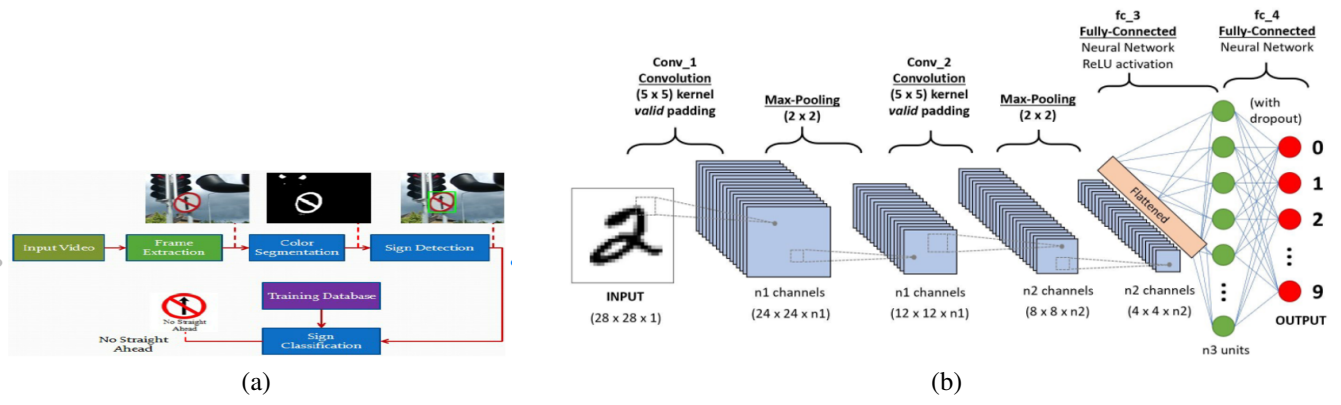 Input Video
Frame
Extraction
Color
Segmentation
Sign Detection
Training Database
Sign
Classification
No Straight
Ahead
No Straight
Ahead
(a)
Conv_1
Convolution
(5 x 5) kernel
valid padding
Max-Pooling
(2 x 2)
Conv_2
Convolution
(5 x 5) kernel
valid padding
Max-Pooling
(2 x 2)
fc_3
Fully-Connected
Neural Network
ReLU activation
fc_4
Fully-Connected
Neural Network
(with
dropout)
Flattened
2
0
1
2
...
9
OUTPUT
INPUT
(28 x 28 x 1)
n1 channels
(24 x 24 x n1)
n1 channels
(12 x 12 x n1)
n2 channels
(8 x 8 x n2)
n2 channels
(4 x 4 x n2)
...
n3 units
(b)